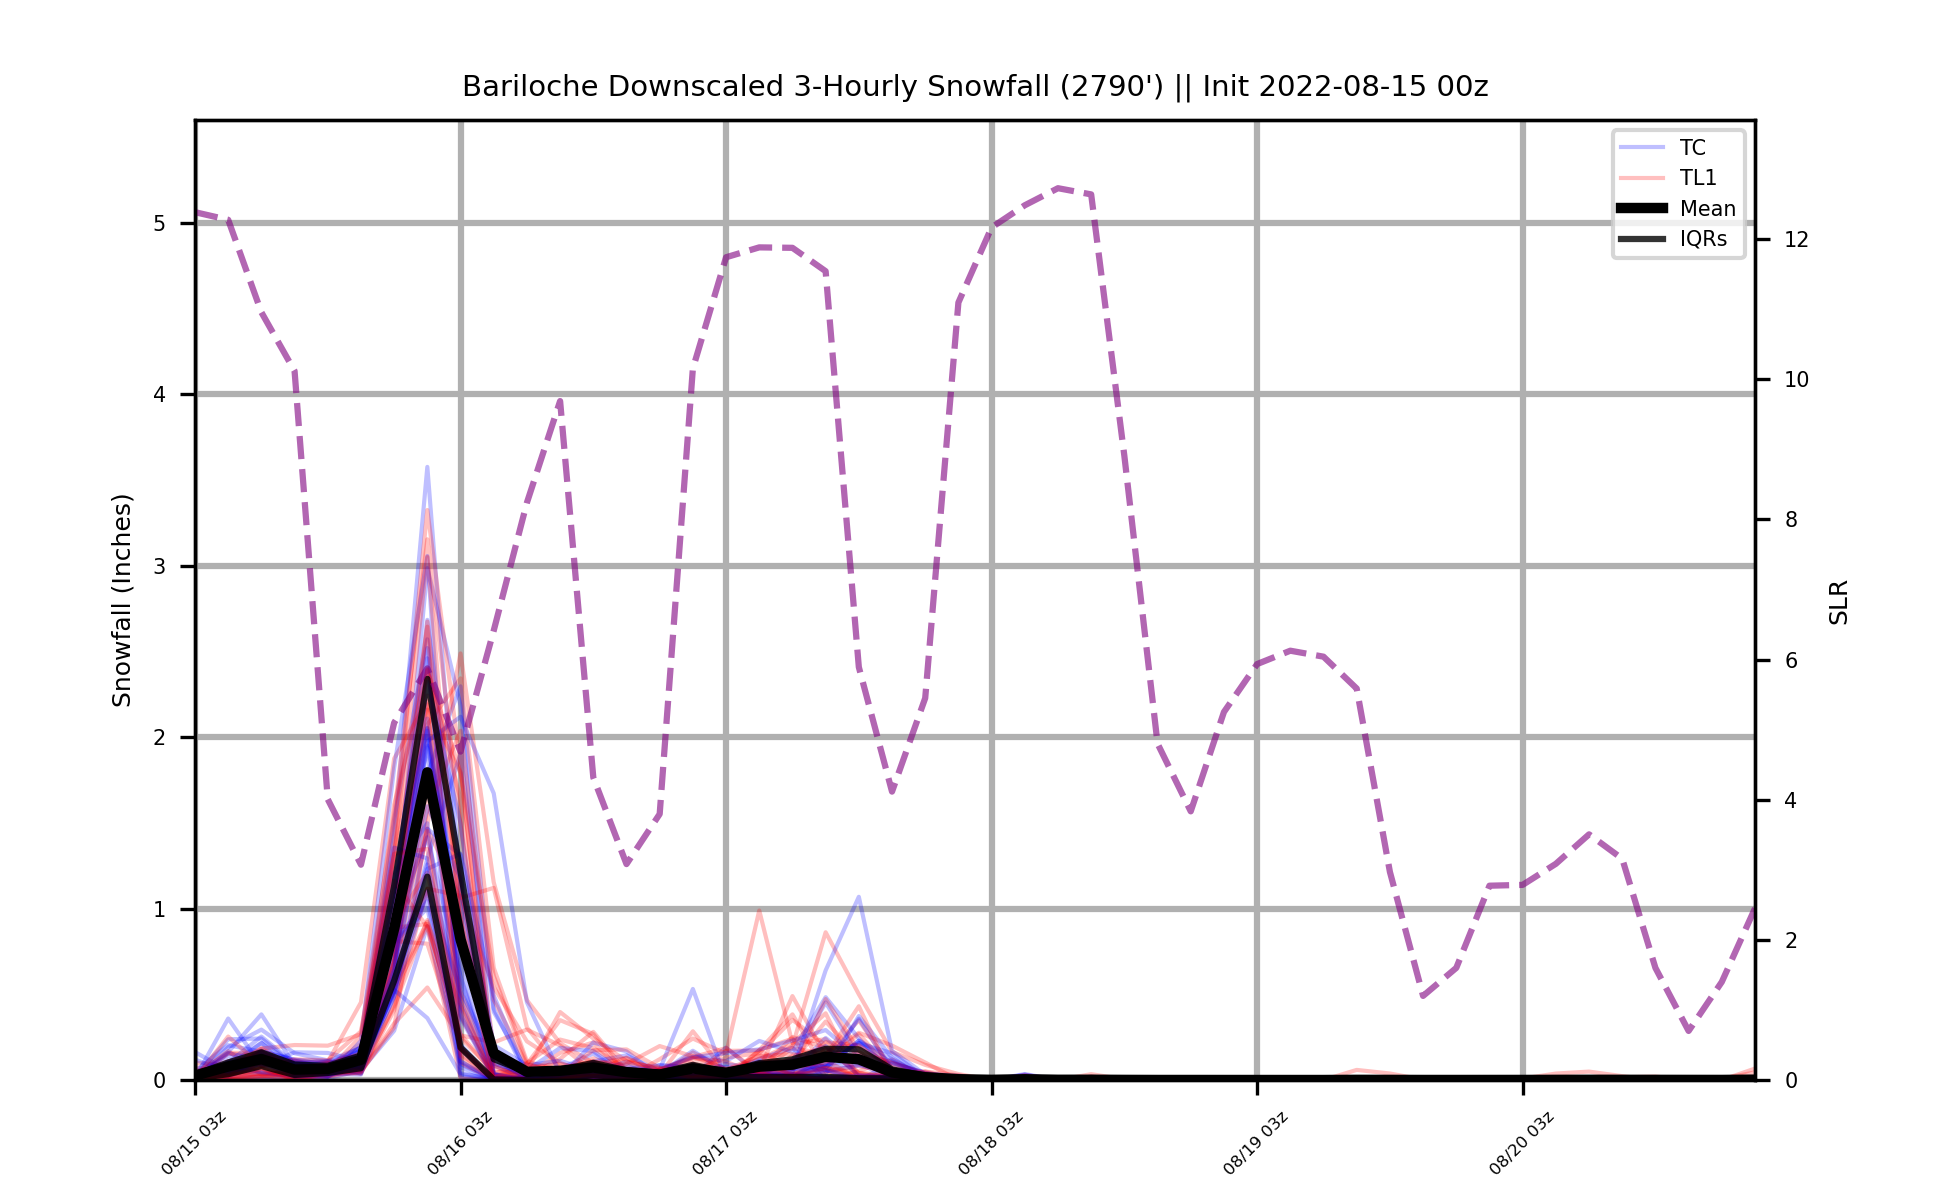 Bariloche Downscaled 3-Hourly Snowfall (2790') || Init 2022-08-15 00z
TC
TL1
Mean
IQRs
5
4
3
2
1
0
Snowfall (Inches)
12
10
8
6
4
2
0
SLR
08/15 03z
08/16 03z
08/17 03z
08/18 03z
08/19 03z
08/20 03z